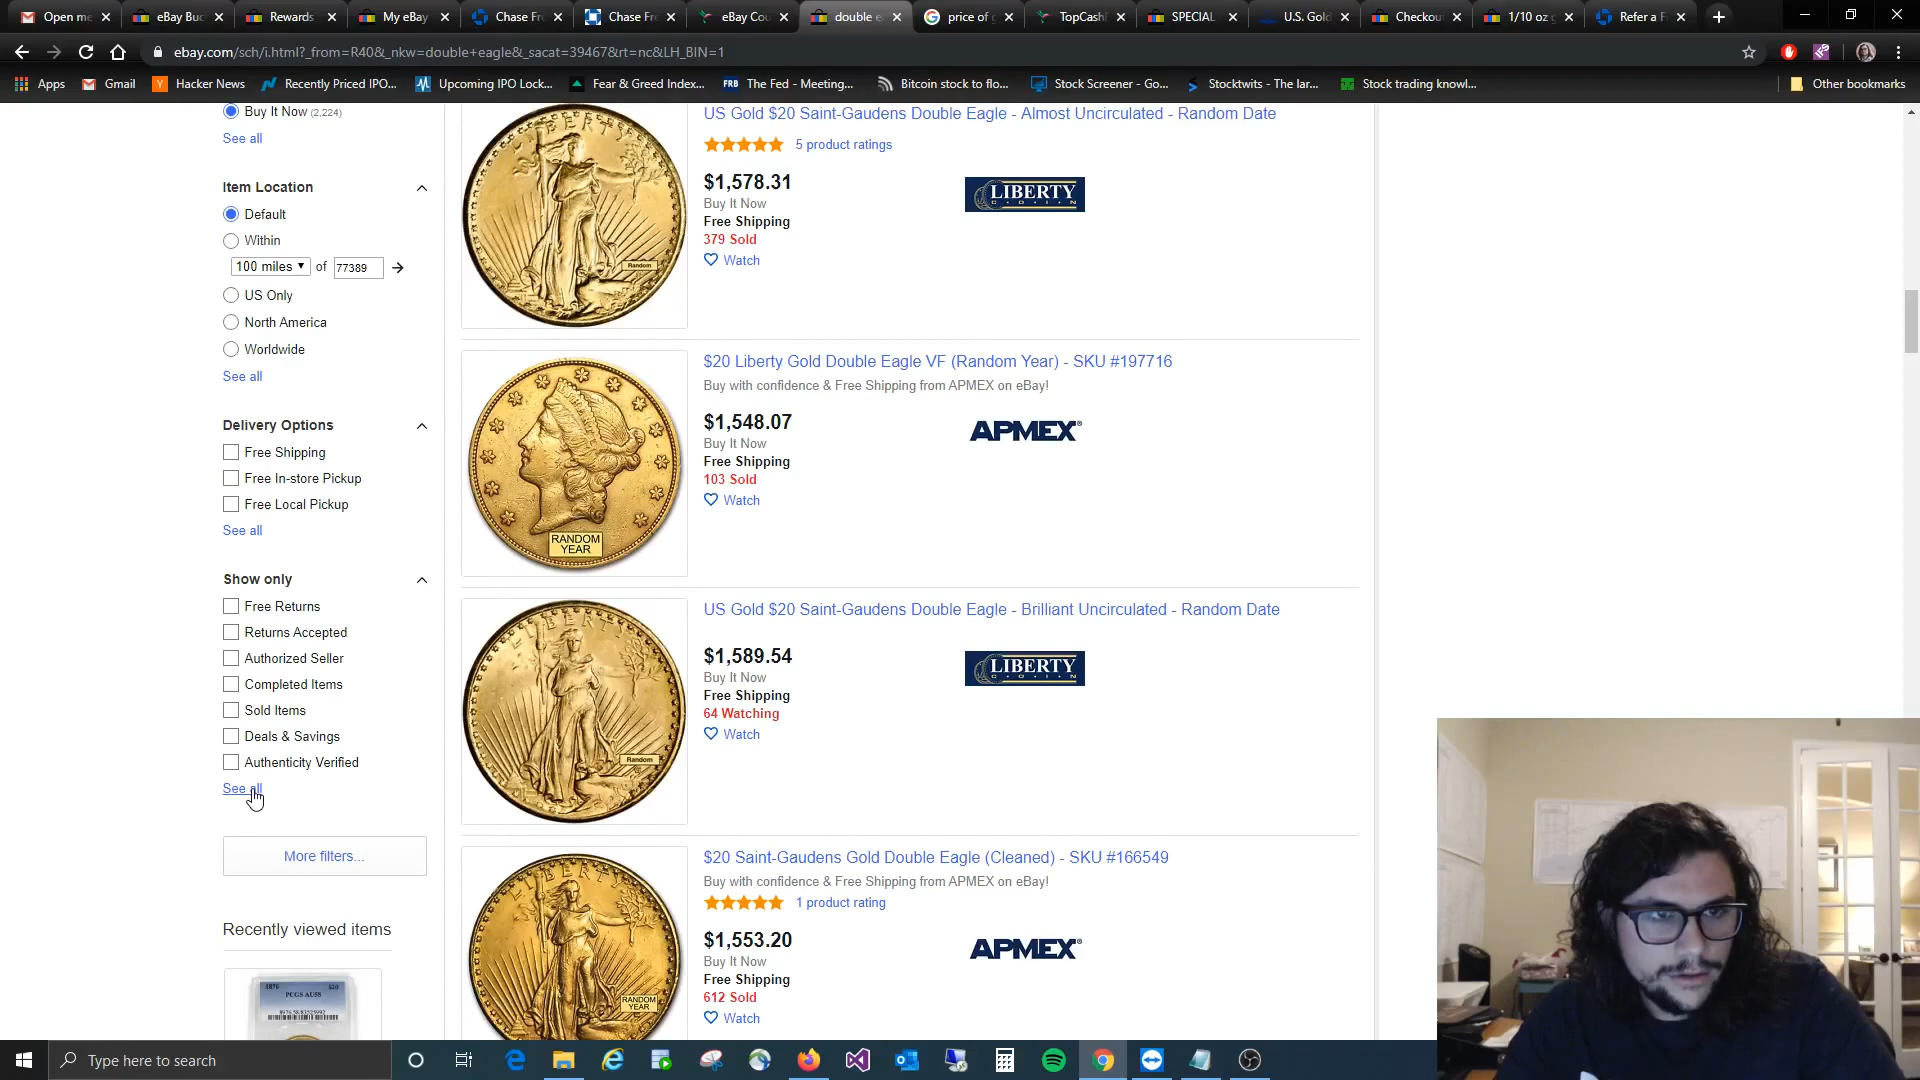 Open me
eBay Buc
Rewards
My eBay
Chase Fr
Chase Fr
eBay Cou
double e
price of g
TopCash
SPECIAL
U.S. Gold
Checkout
1/10 oz g
Refer a F
ebay.com/sch/i.html?_from=R40&_nkw=double+eagle&_sacat=39467&rt=nc&LH_BIN=1
Apps
Gmail
Hacker News
Recently Priced IPO...
Upcoming IPO Lock...
Fear & Greed Index...
FRB
The Fed - Meeting...
Bitcoin stock to flo...
Stock Screener - Go...
Stocktwits - The lar...
Stock trading knowl...
Other bookmarks
Buy It Now (2,224)
See all
Item Location
Default
Within
100 miles of 77389
US Only
North America
Worldwide
See all
Delivery Options
Free Shipping
Free In-store Pickup
Free Local Pickup
See all
Show only
Free Returns
Returns Accepted
Authorized Seller
Completed Items
Sold Items
Deals & Savings
Authenticity Verified
See all
More filters...
Recently viewed items
1876 $20
PCGS AU58
LIBERTY
Random
US Gold $20 Saint-Gaudens Double Eagle - Almost Uncirculated - Random Date
5 product ratings
$1,578.31
Buy It Now
Free Shipping
379 Sold
Watch
LIBERTY
COIN
RANDOM
YEAR
$20 Liberty Gold Double Eagle VF (Random Year) - SKU #197716
Buy with confidence & Free Shipping from APMEX on eBay!
$1,548.07
Buy It Now
Free Shipping
103 Sold
Watch
APMEX®
LIBERTY
Random
US Gold $20 Saint-Gaudens Double Eagle - Brilliant Uncirculated - Random Date
$1,589.54
Buy It Now
Free Shipping
64 Watching
Watch
LIBERTY
COIN
LIBERTY
RANDOM
YEAR
$20 Saint-Gaudens Gold Double Eagle (Cleaned) - SKU #166549
Buy with confidence & Free Shipping from APMEX on eBay!
1 product rating
$1,553.20
Buy It Now
Free Shipping
612 Sold
Watch
APMEX®
Type here to search